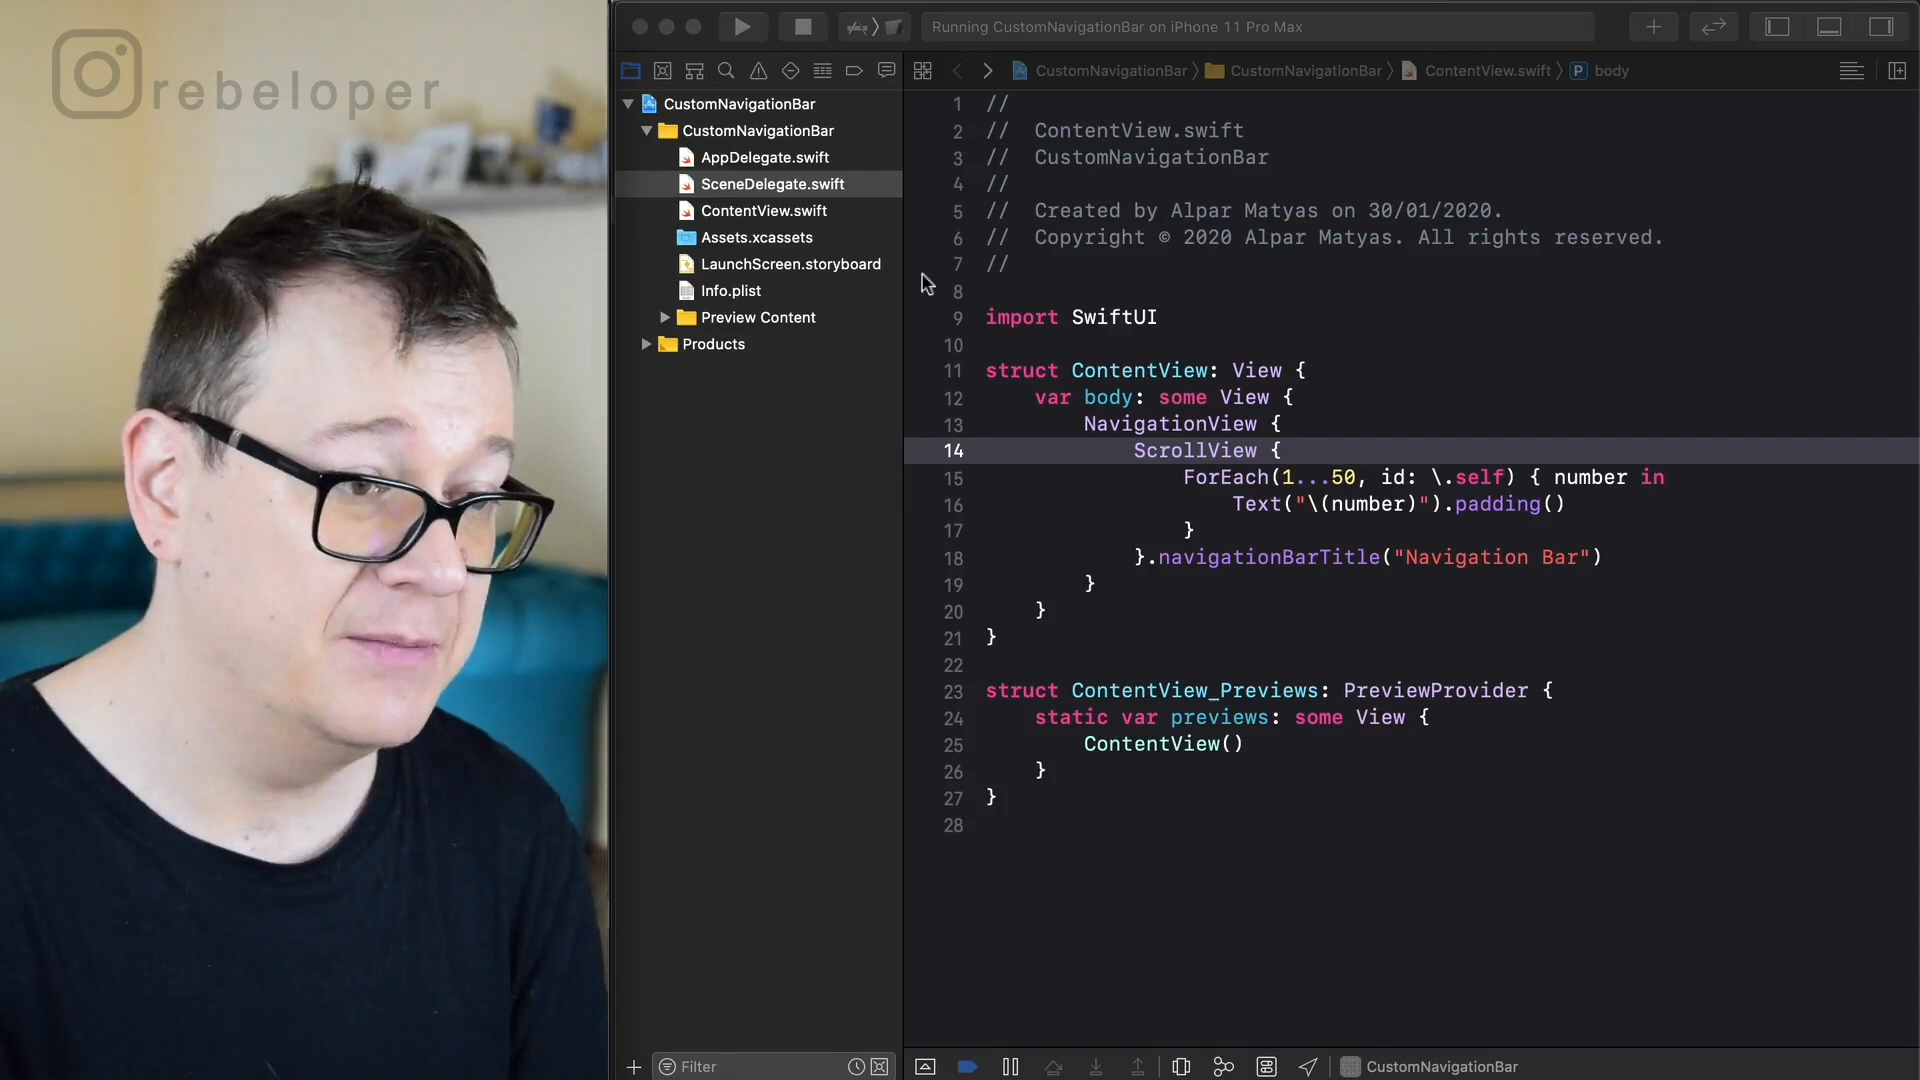 rebeloper
Running CustomNavigationBar on iPhone 11 Pro Max
CustomNavigationBar
CustomNavigationBar
AppDelegate.swift
SceneDelegate.swift
ContentView.swift
Assets.xcassets
LaunchScreen.storyboard
Info.plist
Preview Content
Products
Filter
CustomNavigationBar 〉 CustomNavigationBar 〉 ContentView.swift 〉 P body
1 //
2 //  ContentView.swift
3 //  CustomNavigationBar
4 //
5 //  Created by Alpar Matyas on 30/01/2020.
6 //  Copyright © 2020 Alpar Matyas. All rights reserved.
7 //
8
9 import SwiftUI
10
11 struct ContentView: View {
12     var body: some View {
13         NavigationView {
14             ScrollView {
15                 ForEach(1...50, id: \.self) { number in
16                     Text("\(number)").padding()
17                 }
18             }.navigationBarTitle("Navigation Bar")
19         }
20     }
21 }
22
23 struct ContentView_Previews: PreviewProvider {
24     static var previews: some View {
25         ContentView()
26     }
27 }
28
CustomNavigationBar